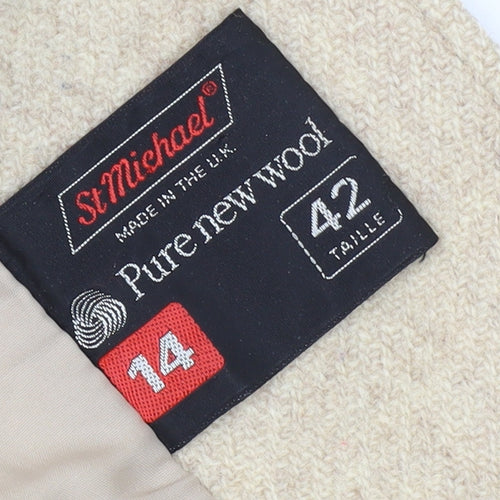 St Michael®
MADE IN THE U.K.
Pure new wool
14
42
TAILLE